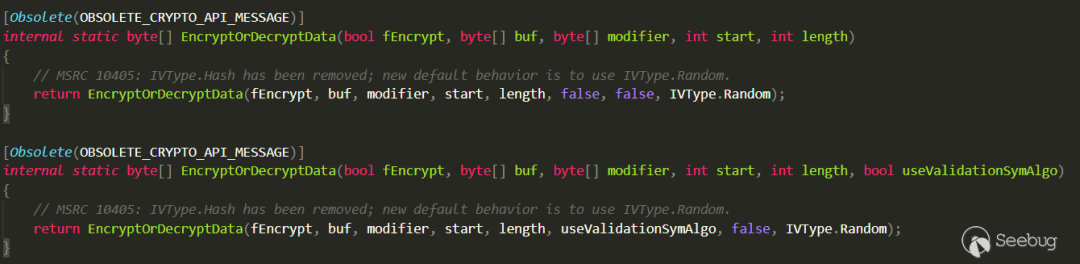 [Obsolete(OBSOLETE_CRYPTO_API_MESSAGE)]
internal static byte[] EncryptOrDecryptData(bool fEncrypt, byte[] buf, byte[] modifier, int start, int length)
{
    // MSRC 10405: IVType.Hash has been removed; new default behavior is to use IVType.Random.
    return EncryptOrDecryptData(fEncrypt, buf, modifier, start, length, false, false, IVType.Random);
}

[Obsolete(OBSOLETE_CRYPTO_API_MESSAGE)]
internal static byte[] EncryptOrDecryptData(bool fEncrypt, byte[] buf, byte[] modifier, int start, int length, bool useValidationSymAlgo)
{
    // MSRC 10405: IVType.Hash has been removed; new default behavior is to use IVType.Random.
    return EncryptOrDecryptData(fEncrypt, buf, modifier, start, length, useValidationSymAlgo, false, IVType.Random);
}
Seebug